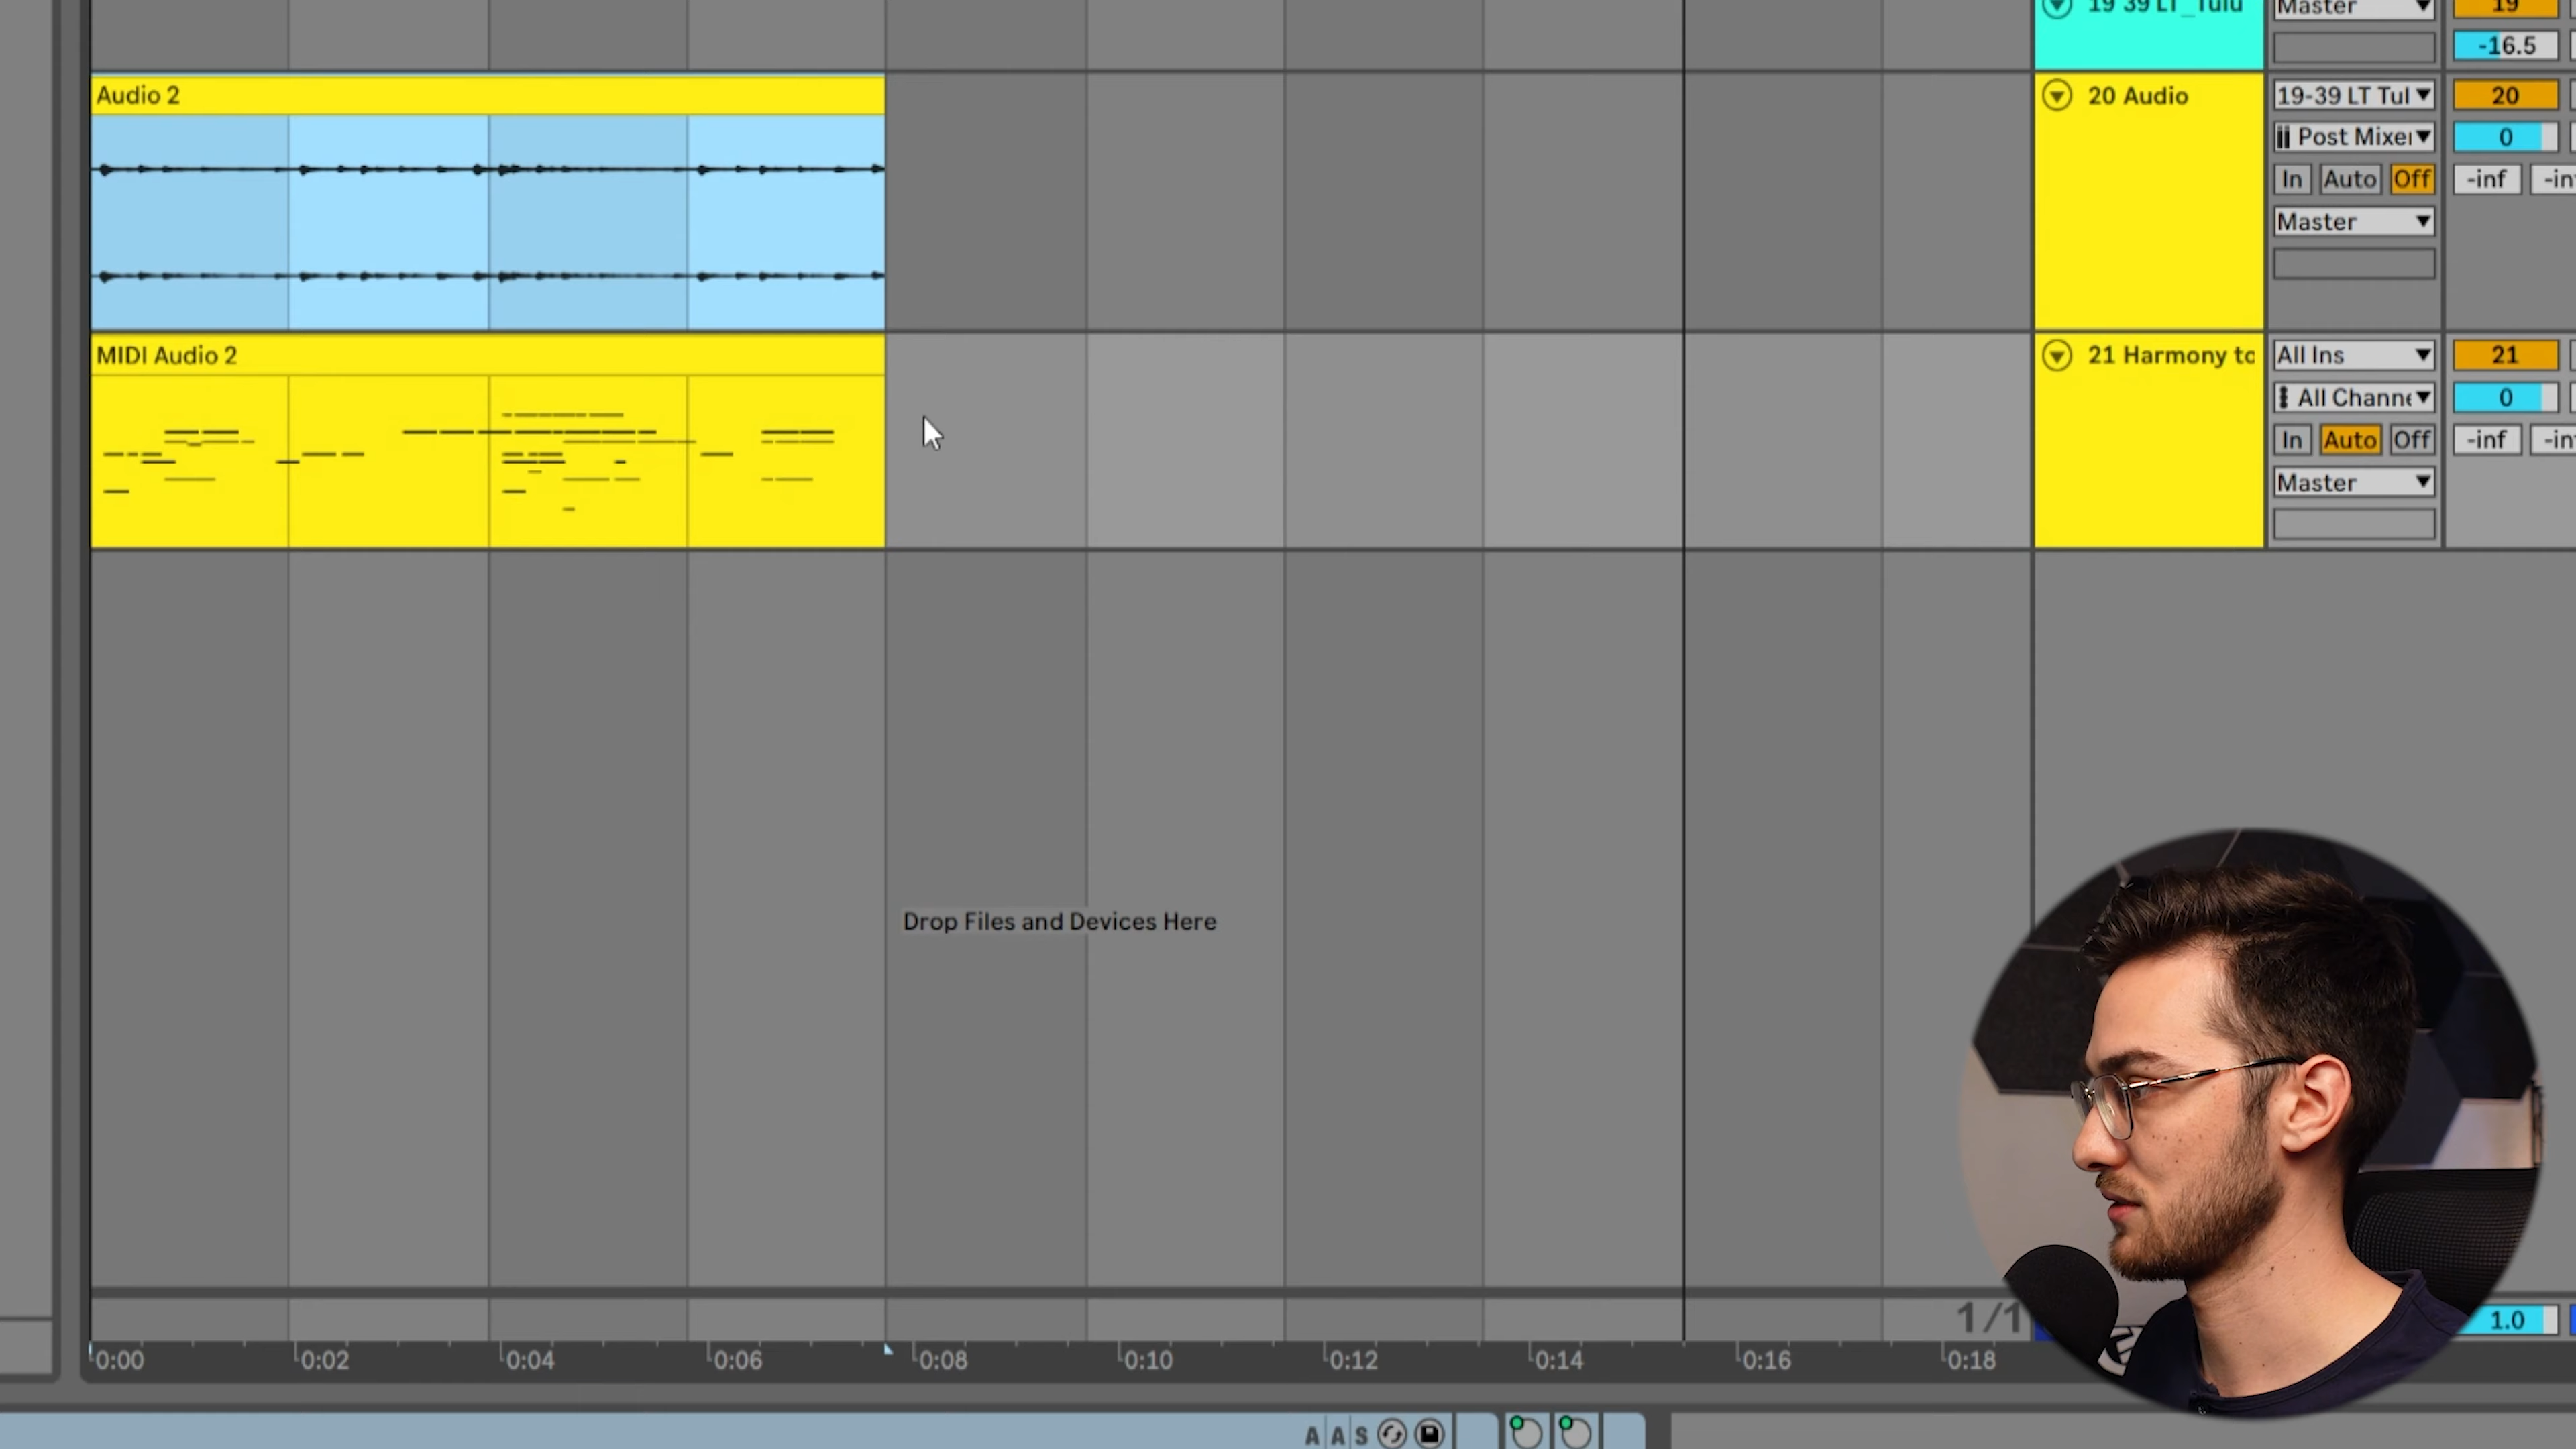 19 39 LT_Tulu
Master
19
-16.5
Audio 2
20 Audio
19-39 LT Tul
20
Post Mixer
0
In
Auto
Off
-inf
-in
Master
MIDI Audio 2
21 Harmony to
All Ins
21
All Channe
0
In
Auto
Off
-inf
-in
Master
Drop Files and Devices Here
1/1
1.0
0:00
0:02
0:04
0:06
0:08
0:10
0:12
0:14
0:16
0:18
A A S